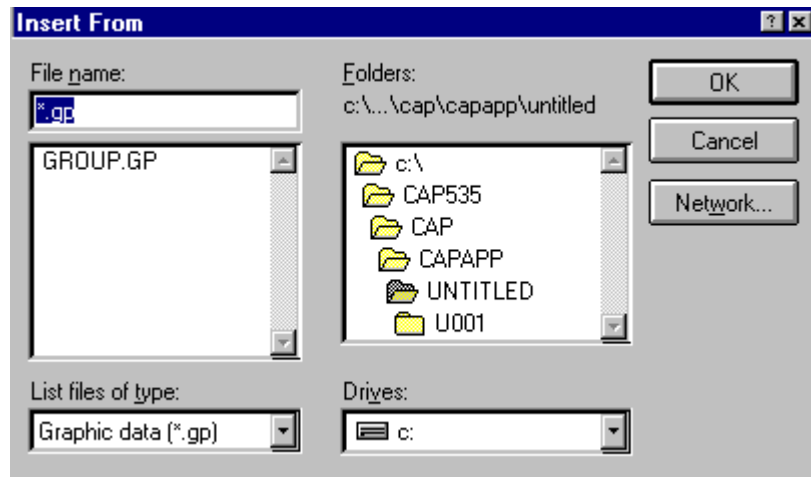 Insert From
File name:
*.gp
GROUP.GP
List files of type:
Graphic data (*.gp)
Folders:
c:\...\cap\capapp\untitled
c:\
CAP535
CAP
CAPAPP
UNTITLED
U001
Drives:
c:
OK
Cancel
Network...